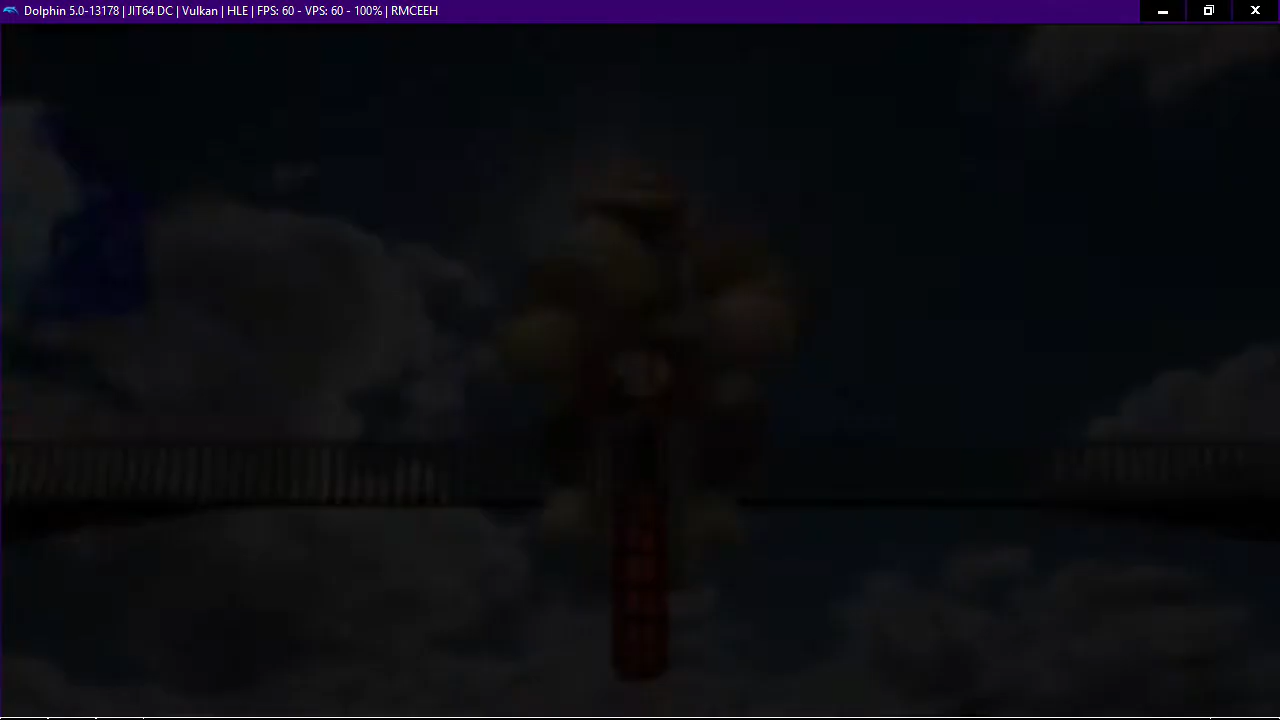 Dolphin 5.0-13178 | JIT64 DC | Vulkan | HLE | FPS: 60 - VPS: 60 - 100% | RMCEEH